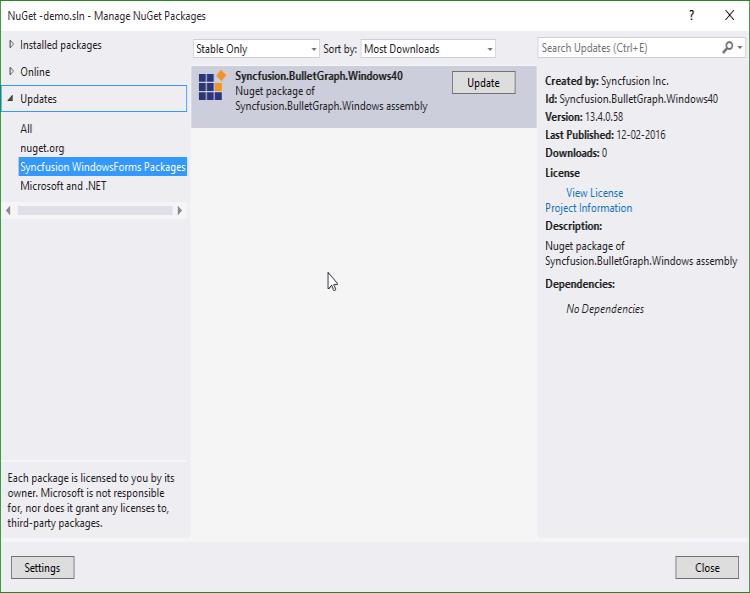 NuGet -demo.sln - Manage NuGet Packages
?
Installed packages
Online
Updates
All
nuget.org
Syncfusion WindowsForms Packages
Microsoft and .NET
Each package is licensed to you by its
owner. Microsoft is not responsible
for, nor does it grant any licenses to,
third-party packages.
Stable Only
Sort by:
Most Downloads
Syncfusion.BulletGraph.Windows40
Nuget package of
Syncfusion.BulletGraph.Windows assembly
Update
Search Updates (Ctrl+E)
Created by: Syncfusion Inc.
Id: Syncfusion.BulletGraph.Windows40
Version: 13.4.0.58
Last Published: 12-02-2016
Downloads: 0
License
View License
Project Information
Description:
Nuget package of
Syncfusion.BulletGraph.Windows assembly
Dependencies:
No Dependencies
Settings
Close